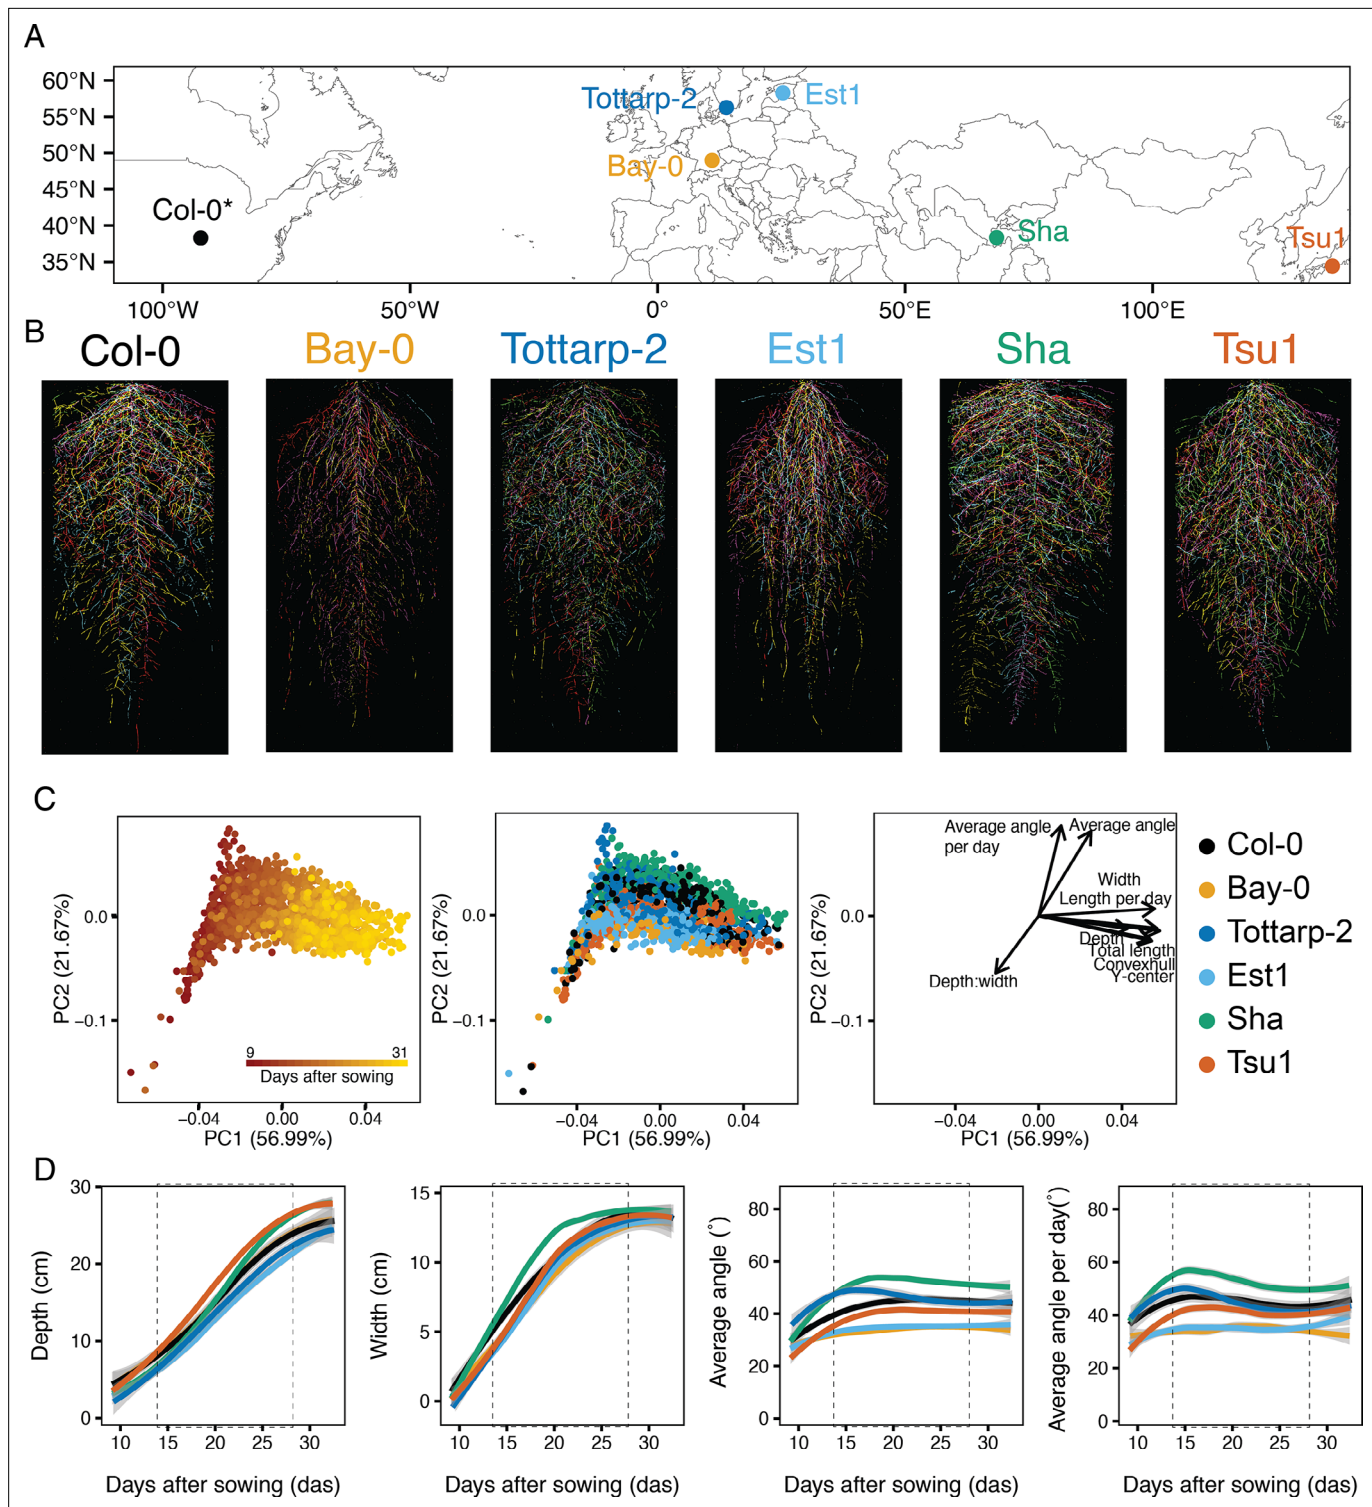 A
60°N
55°N
50°N
45°N
40°N
35°N
Tottarp-2
Est1
Bay-0
Col-0*
Sha
Tsu1
100°W
50°W
0°
50°E
100°E
B
Col-0
Bay-0
Tottarp-2
Est1
Sha
Tsu1
C
PC2 (21.67%)
0.0
−0.1
9
31
Days after sowing
−0.04
0.00
0.04
PC1 (56.99%)
PC2 (21.67%)
0.0
−0.1
−0.04
0.00
0.04
PC1 (56.99%)
PC2 (21.67%)
0.0
−0.1
Average angle
per day
Average angle
Width
Length per day
Depth
Total length
Convexhull
Y-center
Depth:width
−0.04
0.00
0.04
PC1 (56.99%)
Col-0
Bay-0
Tottarp-2
Est1
Sha
Tsu1
D
Depth (cm)
30
20
10
0
10
15
20
25
30
Days after sowing (das)
Width (cm)
15
10
5
0
10
15
20
25
30
Days after sowing (das)
Average angle (°)
80
60
40
20
0
10
15
20
25
30
Days after sowing (das)
Average angle per day(°)
80
60
40
20
0
10
15
20
25
30
Days after sowing (das)